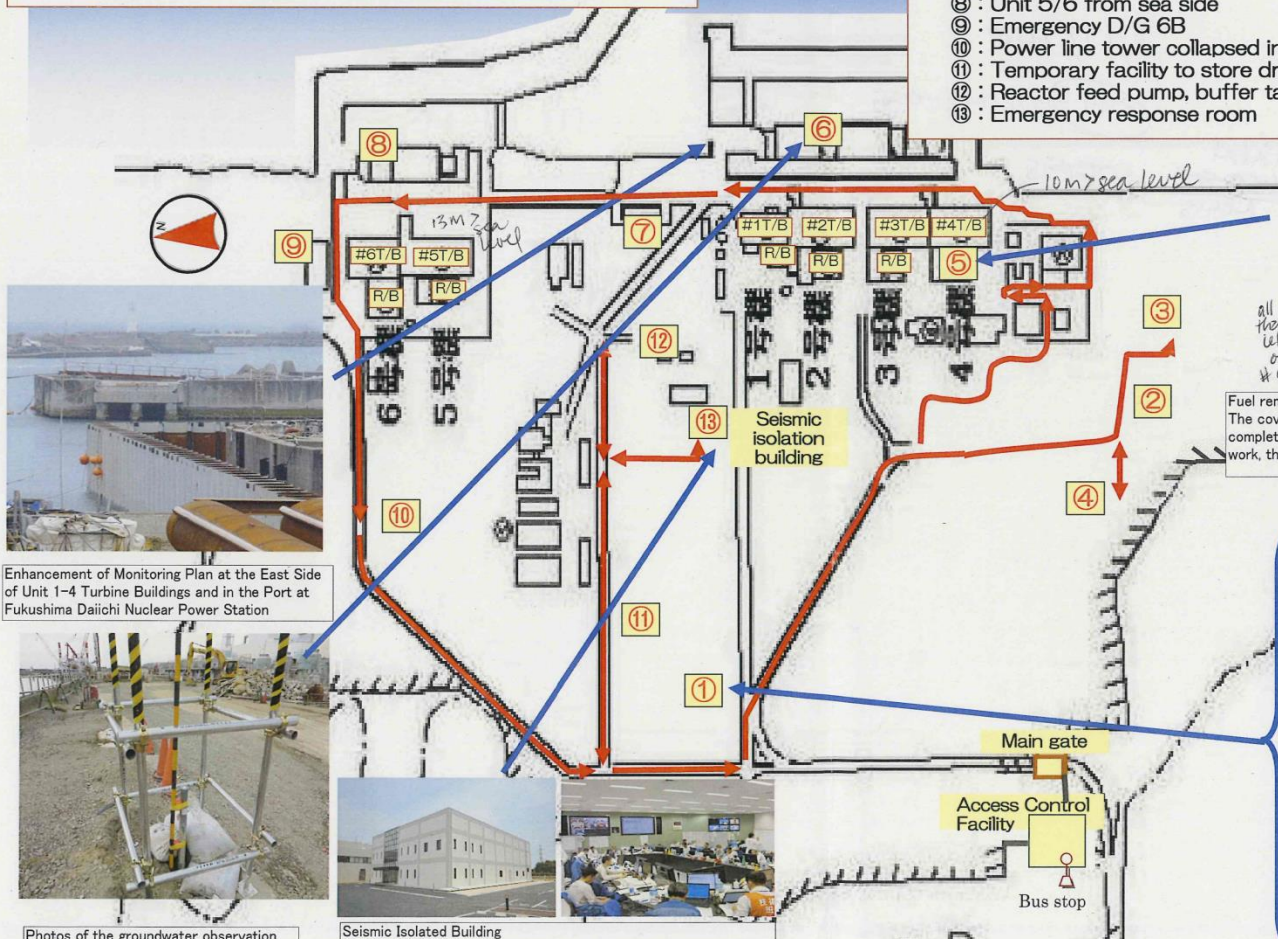 ⑧ : Unit 5/6 from sea side
⑨ : Emergency D/G 6B
⑩ : Power line tower collapsed in
⑪ : Temporary facility to store
⑫ : Reactor feed pump, buffer
⑬ : Emergency response room
⑧
⑥
10m > sea level
N
⑨
13m >
sea
level
⑦
#6T/B
#5T/B
#1T/B
#2T/B
#3T/B
#4T/B
R/B
R/B
R/B
R/B
R/B
⑤
6号機
5号機
1号機
2号機
3号機
4号機
③
all
⑫
②
⑬
Seismic
isolation
building
Fuel
The
work,
④
⑩
Enhancement of Monitoring Plan at the East Side
of Unit 1-4 Turbine Buildings and in the Port at
Fukushima Daiichi Nuclear Power Station
⑪
①
Main gate
Access Control
Facility
Bus stop
Photos of the groundwater observation
Seismic Isolated Building